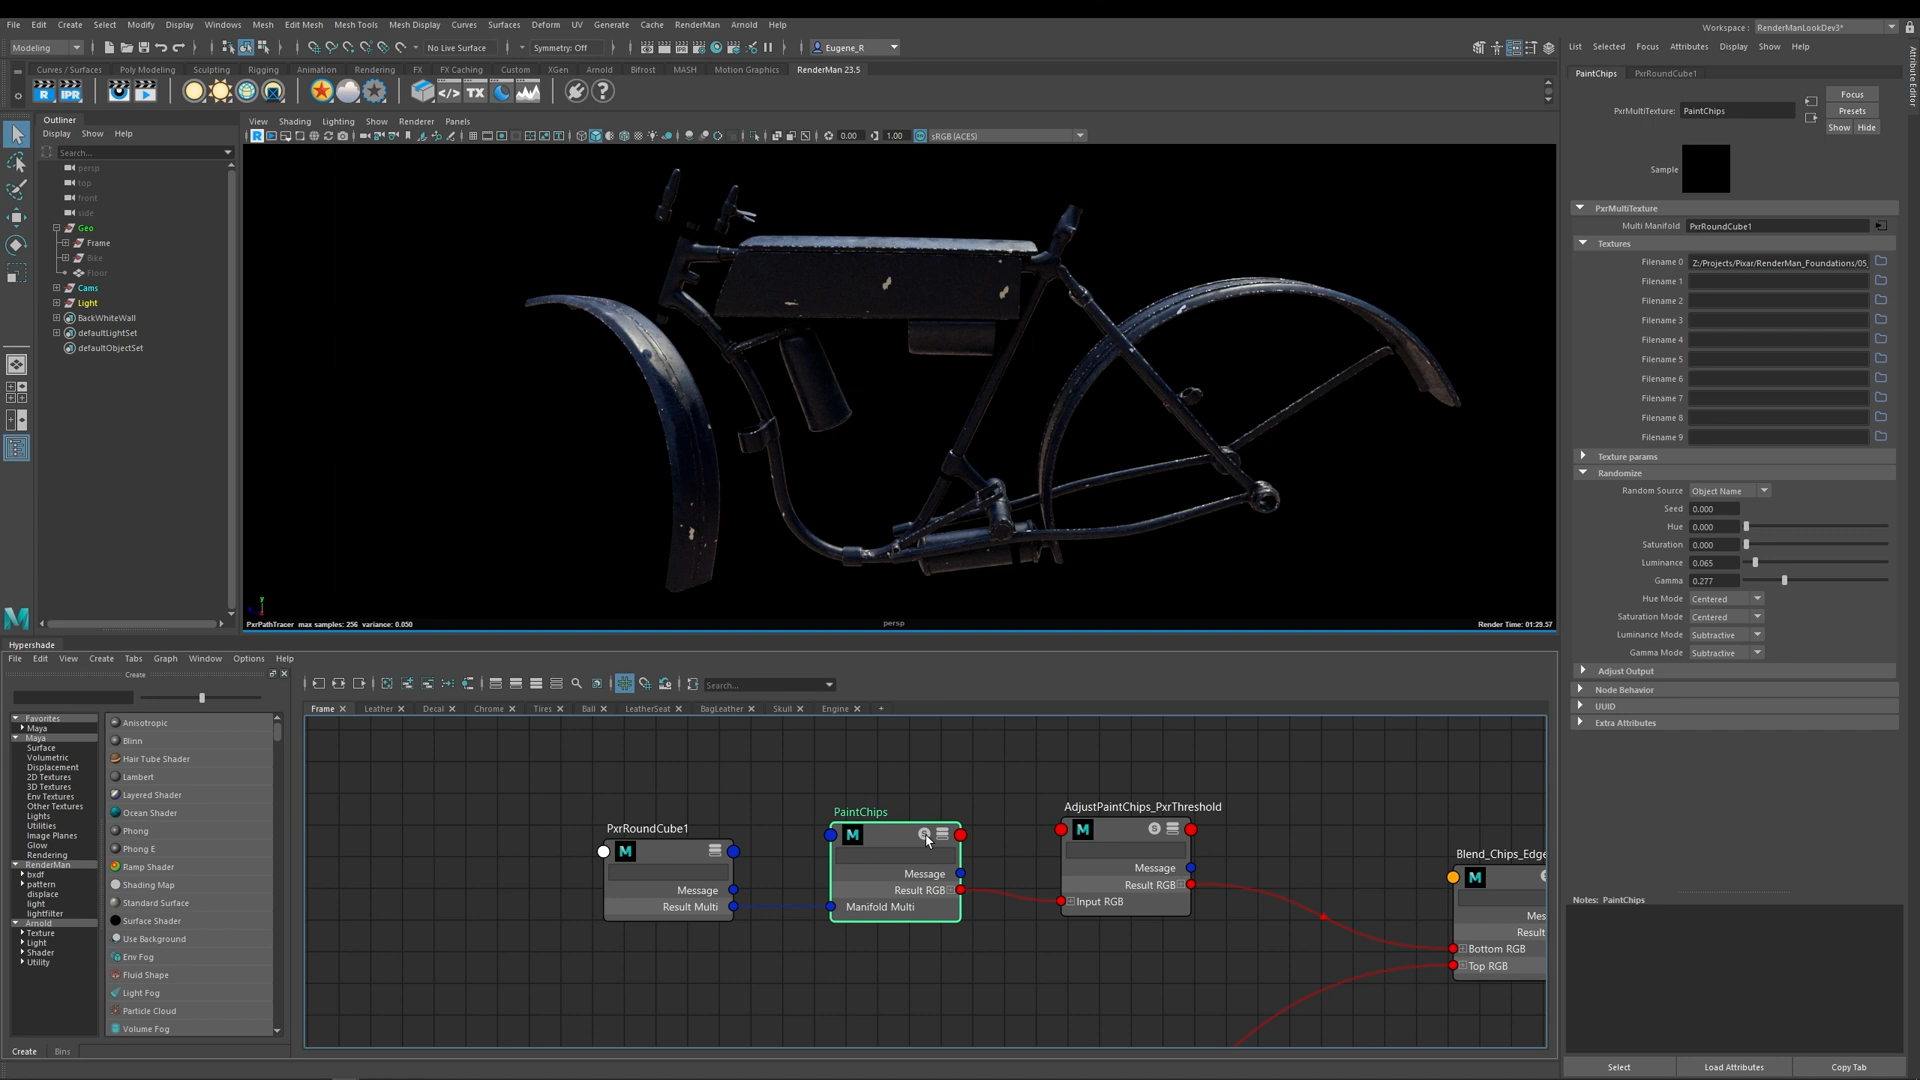 File Edit Create Select Modify Display Windows Mesh Edit Mesh Mesh Tools Mesh Display Curves Surfaces Deform UV Generate Cache RenderMan Arnold Help
Workspace : RenderManLookDev3*
Modeling
No Live Surface
Symmetry: Off
Eugene_R
List Selected Focus Attributes Display Show Help
Curves / Surfaces Poly Modeling Sculpting Rigging Animation Rendering FX FX Caching Custom XGen Arnold Bifrost MASH Motion Graphics RenderMan 23.5
R IPR
</> TX
PaintChips PxrRoundCube1
Attribute Editor
PxrMultiTexture: PaintChips
Focus
Presets
Show Hide
Sample
PxrMultiTexture
Multi Manifold PxrRoundCube1
Textures
Filename 0 Z:/Projects/Pixar/RenderMan_Foundations/05_
Filename 1
Filename 2
Filename 3
Filename 4
Filename 5
Filename 6
Filename 7
Filename 8
Filename 9
Texture params
Randomize
Random Source Object Name
Seed 0.000
Hue 0.000
Saturation 0.000
Luminance 0.065
Gamma 0.277
Hue Mode Centered
Saturation Mode Centered
Luminance Mode Subtractive
Gamma Mode Subtractive
Adjust Output
Node Behavior
UUID
Extra Attributes
Notes: PaintChips
Select Load Attributes Copy Tab
Outliner
Display Show Help
Search...
persp
top
front
side
Geo
Frame
Bike
Floor
Cams
Light
BackWhiteWall
defaultLightSet
defaultObjectSet
View Shading Lighting Show Renderer Panels
0.00 1.00 sRGB (ACES)
y
PxrPathTracer max samples: 256 variance: 0.050
persp
Render Time: 01:29.57
Hypershade
File Edit View Create Tabs Graph Window Options Help
Create
Search...
Frame Leather Decal Chrome Tires Ball LeatherSeat BagLeather Skull Engine +
Favorites
Maya
Maya
Surface
Volumetric
Displacement
2D Textures
3D Textures
Env Textures
Other Textures
Lights
Utilities
Image Planes
Glow
Rendering
RenderMan
bxdf
pattern
displace
light
lightfilter
Arnold
Texture
Light
Shader
Utility
Anisotropic
Blinn
Hair Tube Shader
Lambert
Layered Shader
Ocean Shader
Phong
Phong E
Ramp Shader
Shading Map
Shading Surface
Surface Shader
Use Background
Env Fog
Fluid Shape
Light Fog
Particle Cloud
Volume Fog
Create Bins
PxrRoundCube1
M
Message
Result Multi
PaintChips
M
Message
Result RGB
Manifold Multi
AdjustPaintChips_PxrThreshold
M S
Message
Result RGB
Input RGB
Blend_Chips_Edge
M
Mes
Result
Bottom RGB
Top RGB